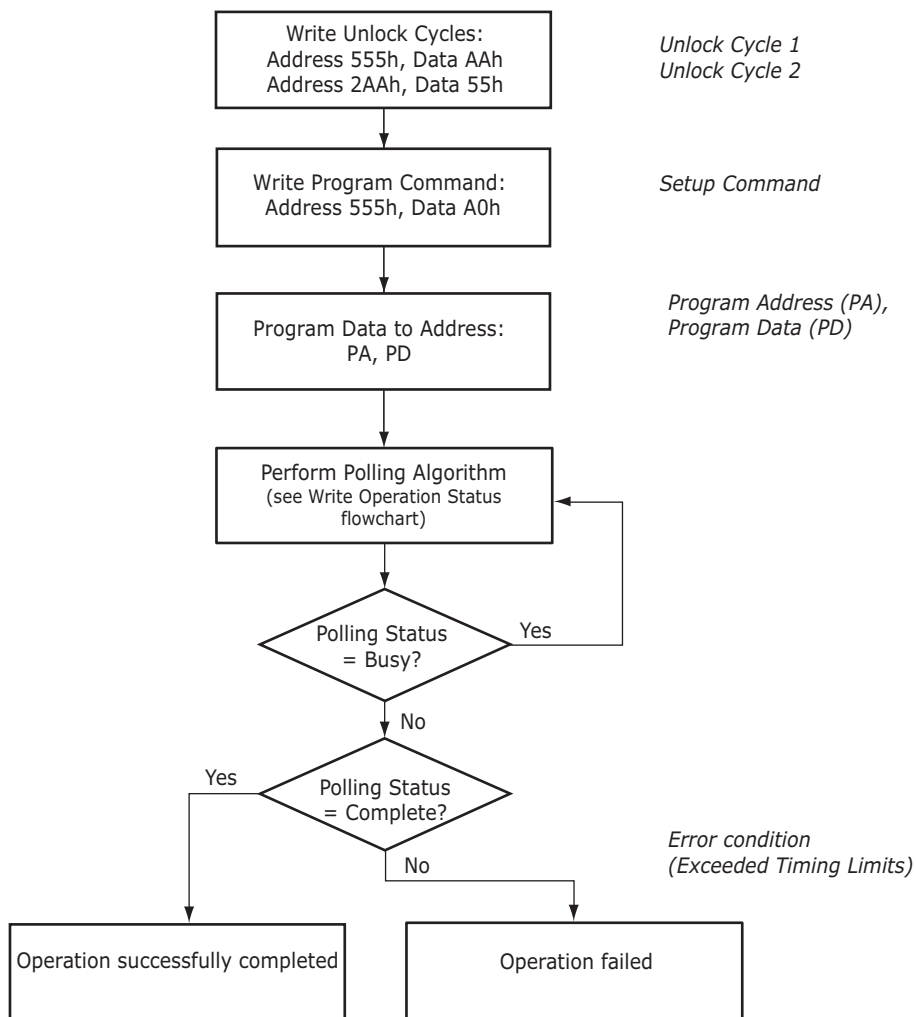 Write Unlock Cycles:
Address 555h, Data AAh
Address 2AAh, Data 55h
Unlock Cycle 1
Unlock Cycle 2
Write Program Command:
Address 555h, Data A0h
Setup Command
Program Data to Address:
PA, PD
Program Address (PA),
Program Data (PD)
Perform Polling Algorithm
(see Write Operation Status
flowchart)
Polling Status
= Busy?
Yes
No
Polling Status
= Complete?
Yes
No
Error condition
(Exceeded Timing Limits)
Operation successfully completed
Operation failed